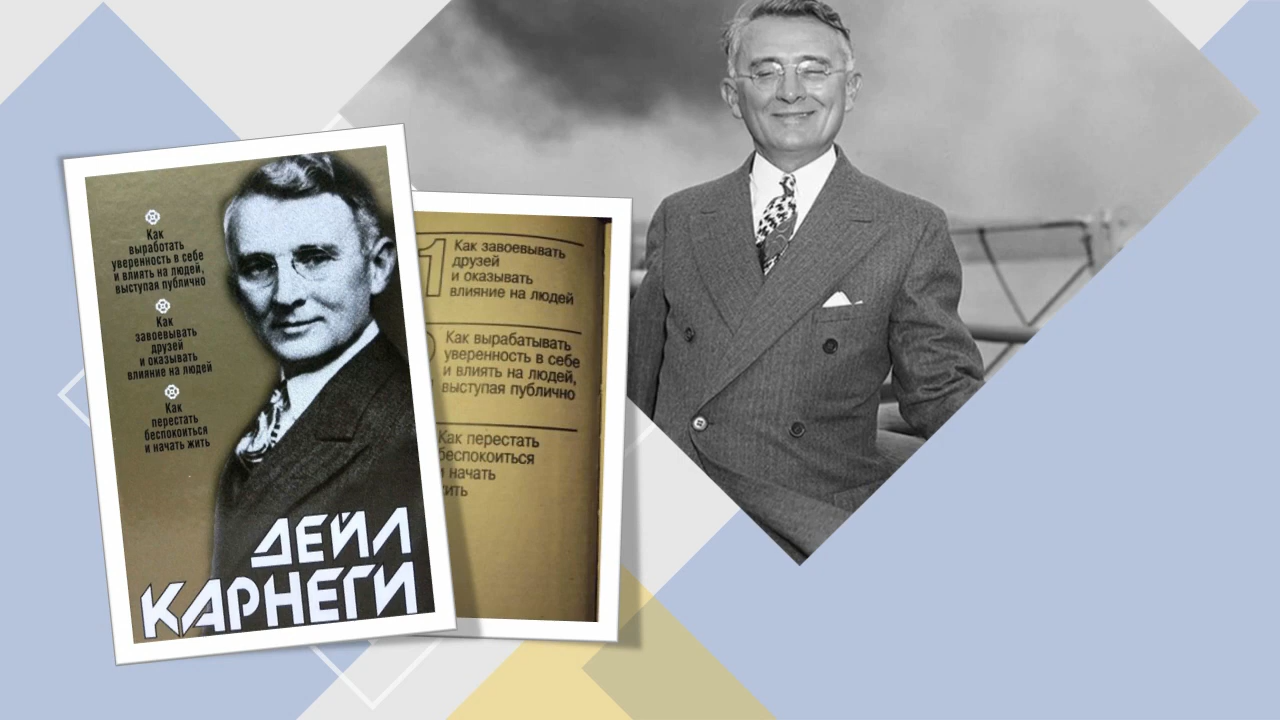 Как
выработать
уверенность в себе
и влиять на людей,
выступая публично
Как
завоевывать
друзей
и оказывать
влияние на людей
Как
перестать
беспокоиться
и начать жить
ДЕЙЛ
КАРНЕГИ
1
Как завоевывать
друзей
и оказывать
влияние на людей
Как вырабатывать
уверенность в себе
и влиять на людей,
выступая публично
Как перестать
беспокоиться
начать